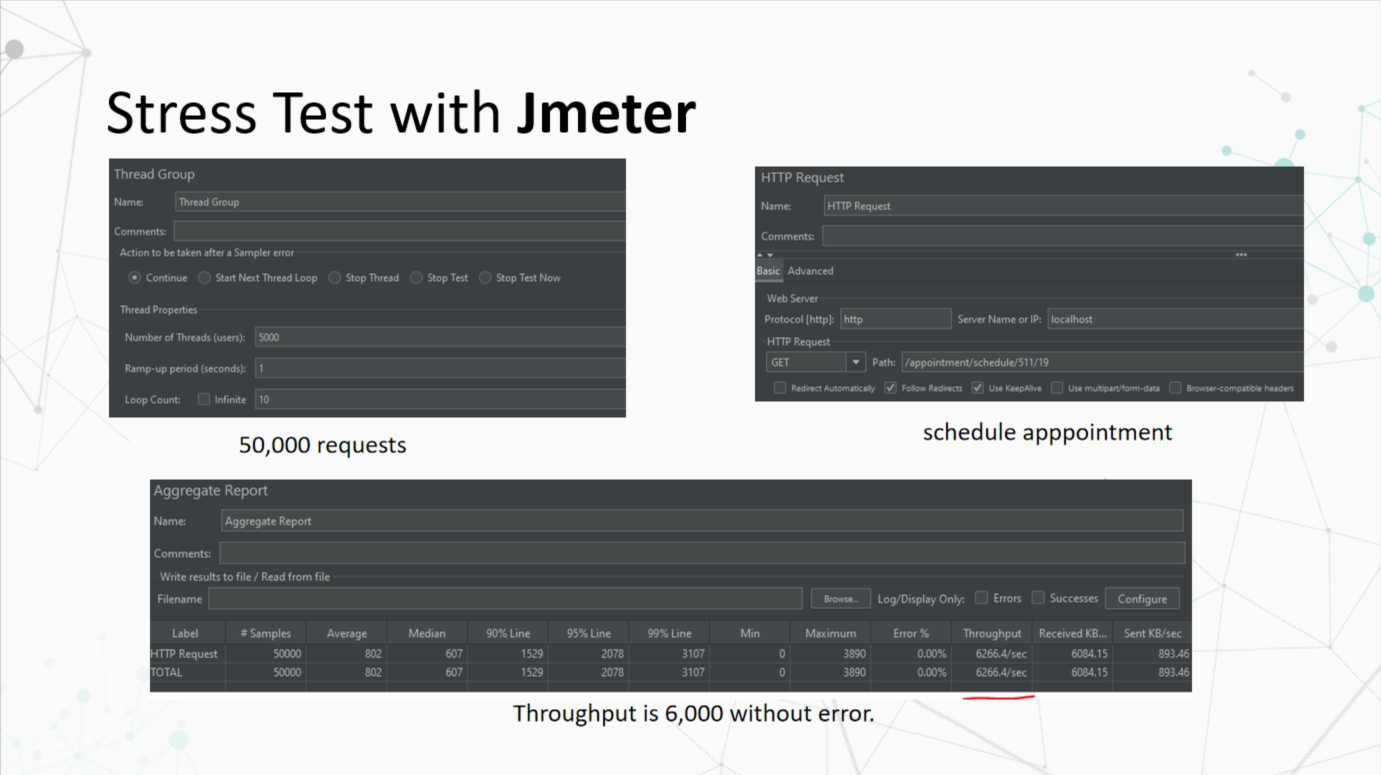 Stress Test with Jmeter
Thread Group
Name: Thread Group
Comments:
Action to be taken after a Sampler error
Continue Start Next Thread Loop Stop Thread Stop Test Stop Test Now
Thread Properties
Number of Threads (users): 5000
Ramp-up period (seconds): 1
Loop Count: Infinite 10
50,000 requests
HTTP Request
Name: HTTP Request
Comments:
Basic Advanced
Web Server
Protocol [http]: http Server Name or IP: localhost
HTTP Request
GET Path: /appointment/schedule/511/19
Redirect Automatically Follow Redirects Use KeepAlive Use multipart/form-data Browser-compatible headers
schedule apppointment
Aggregate Report
Name: Aggregate Report
Comments:
Write results to file / Read from file
Filename Browse... Log/Display Only: Errors Successes Configure
Label # Samples Average Median 90% Line 95% Line 99% Line Min Maximum Error % Throughput Received KB... Sent KB/sec
HTTP Request 50000 802 607 1529 2078 3107 0 3890 0.00% 6266.4/sec 6084.15 893.46
TOTAL 50000 802 607 1529 2078 3107 0 3890 0.00% 6266.4/sec 6084.15 893.46
Throughput is 6,000 without error.